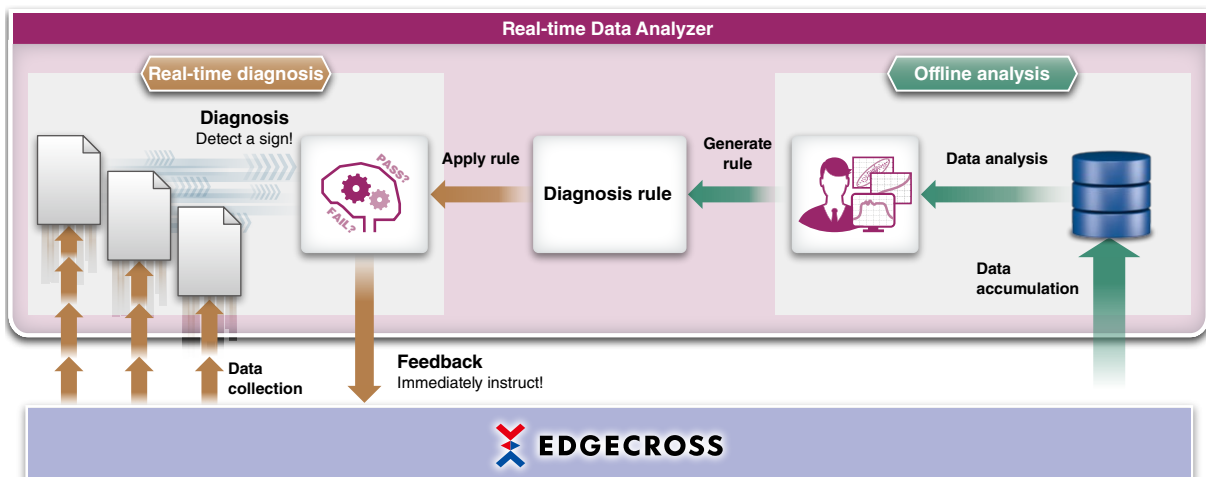 Real-time Data Analyzer
Real-time diagnosis
Offline analysis
Diagnosis
Detect a sign!
PASS?
FAIL?
Apply rule
Diagnosis rule
Generate
rule
Data analysis
Data
accumulation
Data
collection
Feedback
Immediately instruct!
EDGECROSS